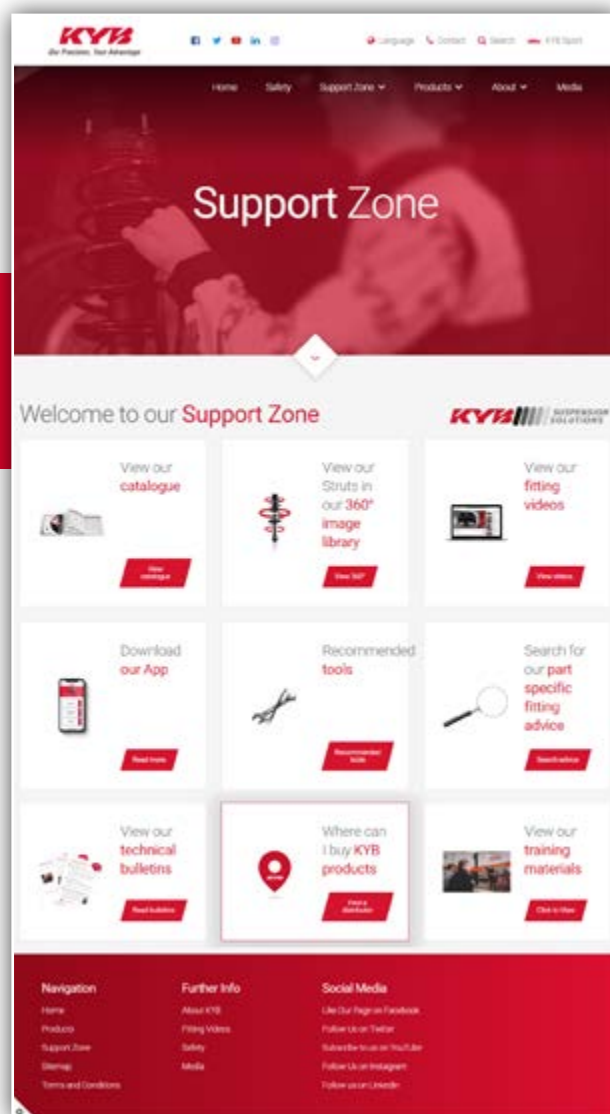 KYB
Our Precision, Your Advantage
Language
Contact
Search
KYB Sport
Home
Safety
Support Zone
Products
About
Media
Support Zone
Welcome to our Support Zone
KYB SUSPENSION
SOLUTIONS
View our
catalogue
View
catalogue
View our
Struts in
our 360°
image
library
View 360°
View our
fitting
videos
View videos
Download
our App
Read more
Recommended
tools
Recommended
tools
Search for
our part
specific
fitting
advice
Search advice
View our
technical
bulletins
Read bulletins
Where can
I buy KYB
products
Find a
distributor
View our
training
materials
Click to View
Navigation
Home
Products
Support Zone
Sitemap
Terms and Conditions
Further Info
About KYB
Fitting Videos
Safety
Media
Social Media
Like Our Page on Facebook
Follow Us on Twitter
Subscribe to us on YouTube
Follow Us on Instagram
Follow us on LinkedIn